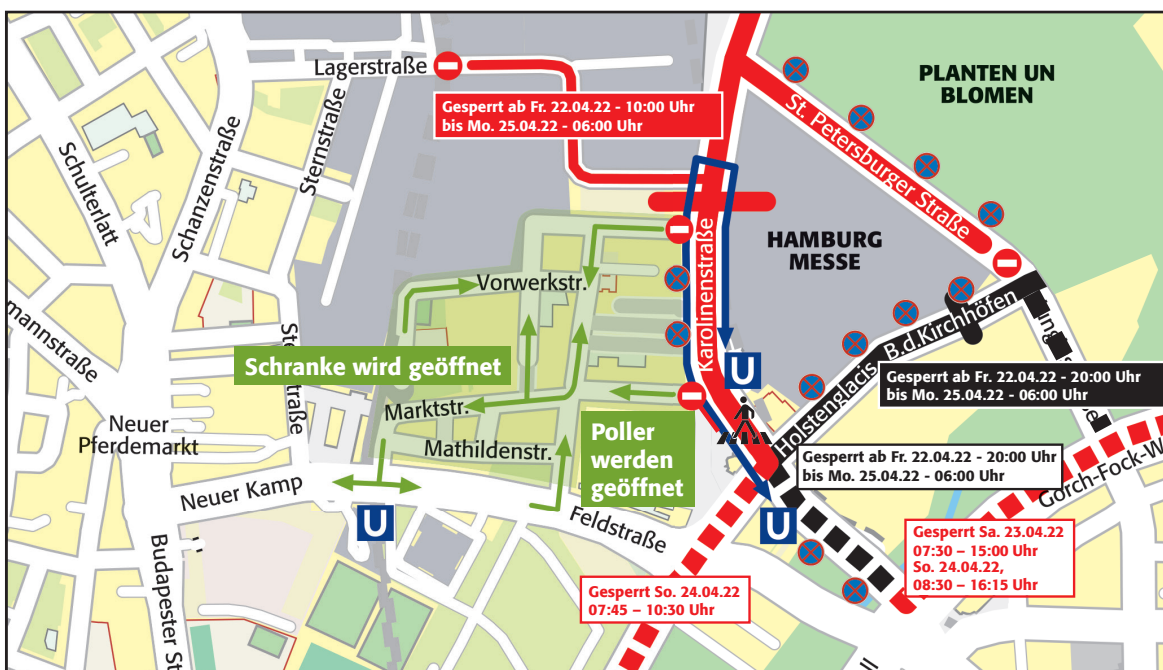 Lagerstraße
PLANTEN UN
BLOMEN
Gesperrt ab Fr. 22.04.22 - 10:00 Uhr
bis Mo. 25.04.22 - 06:00 Uhr
St. Petersburger Straße
Schulterlatt
Schanzenstraße
Sternstraße
HAMBURG
MESSE
Karolinenstraße
Vorwerkstr.
B.d.Kirchhöfen
mannstraße
Schranke wird geöffnet
U
Gesperrt ab Fr. 22.04.22 - 20:00 Uhr
bis Mo. 25.04.22 - 06:00 Uhr
Marktstr.
Holstenglacis
Neuer
Pferdemarkt
Mathildenstr.
Poller
werden
geöffnet
Gesperrt ab Fr. 22.04.22 - 20:00 Uhr
bis Mo. 25.04.22 - 06:00 Uhr
Gorch-Fock-W
Neuer Kamp
U
Feldstraße
U
Gesperrt Sa. 23.04.22
07:30 – 15:00 Uhr
So. 24.04.22,
08:30 – 16:15 Uhr
Budapester St
Gesperrt So. 24.04.22
07:45 – 10:30 Uhr